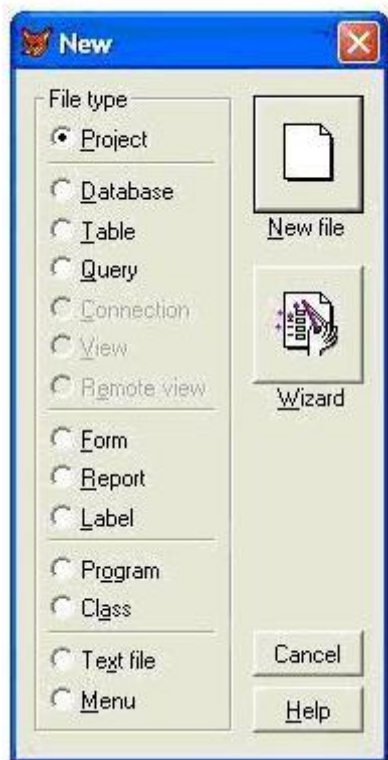 New
File type
Project
Database
Table
Query
Connection
View
Remote view
Form
Report
Label
Program
Class
Text file
Menu
New file
Wizard
Cancel
Help